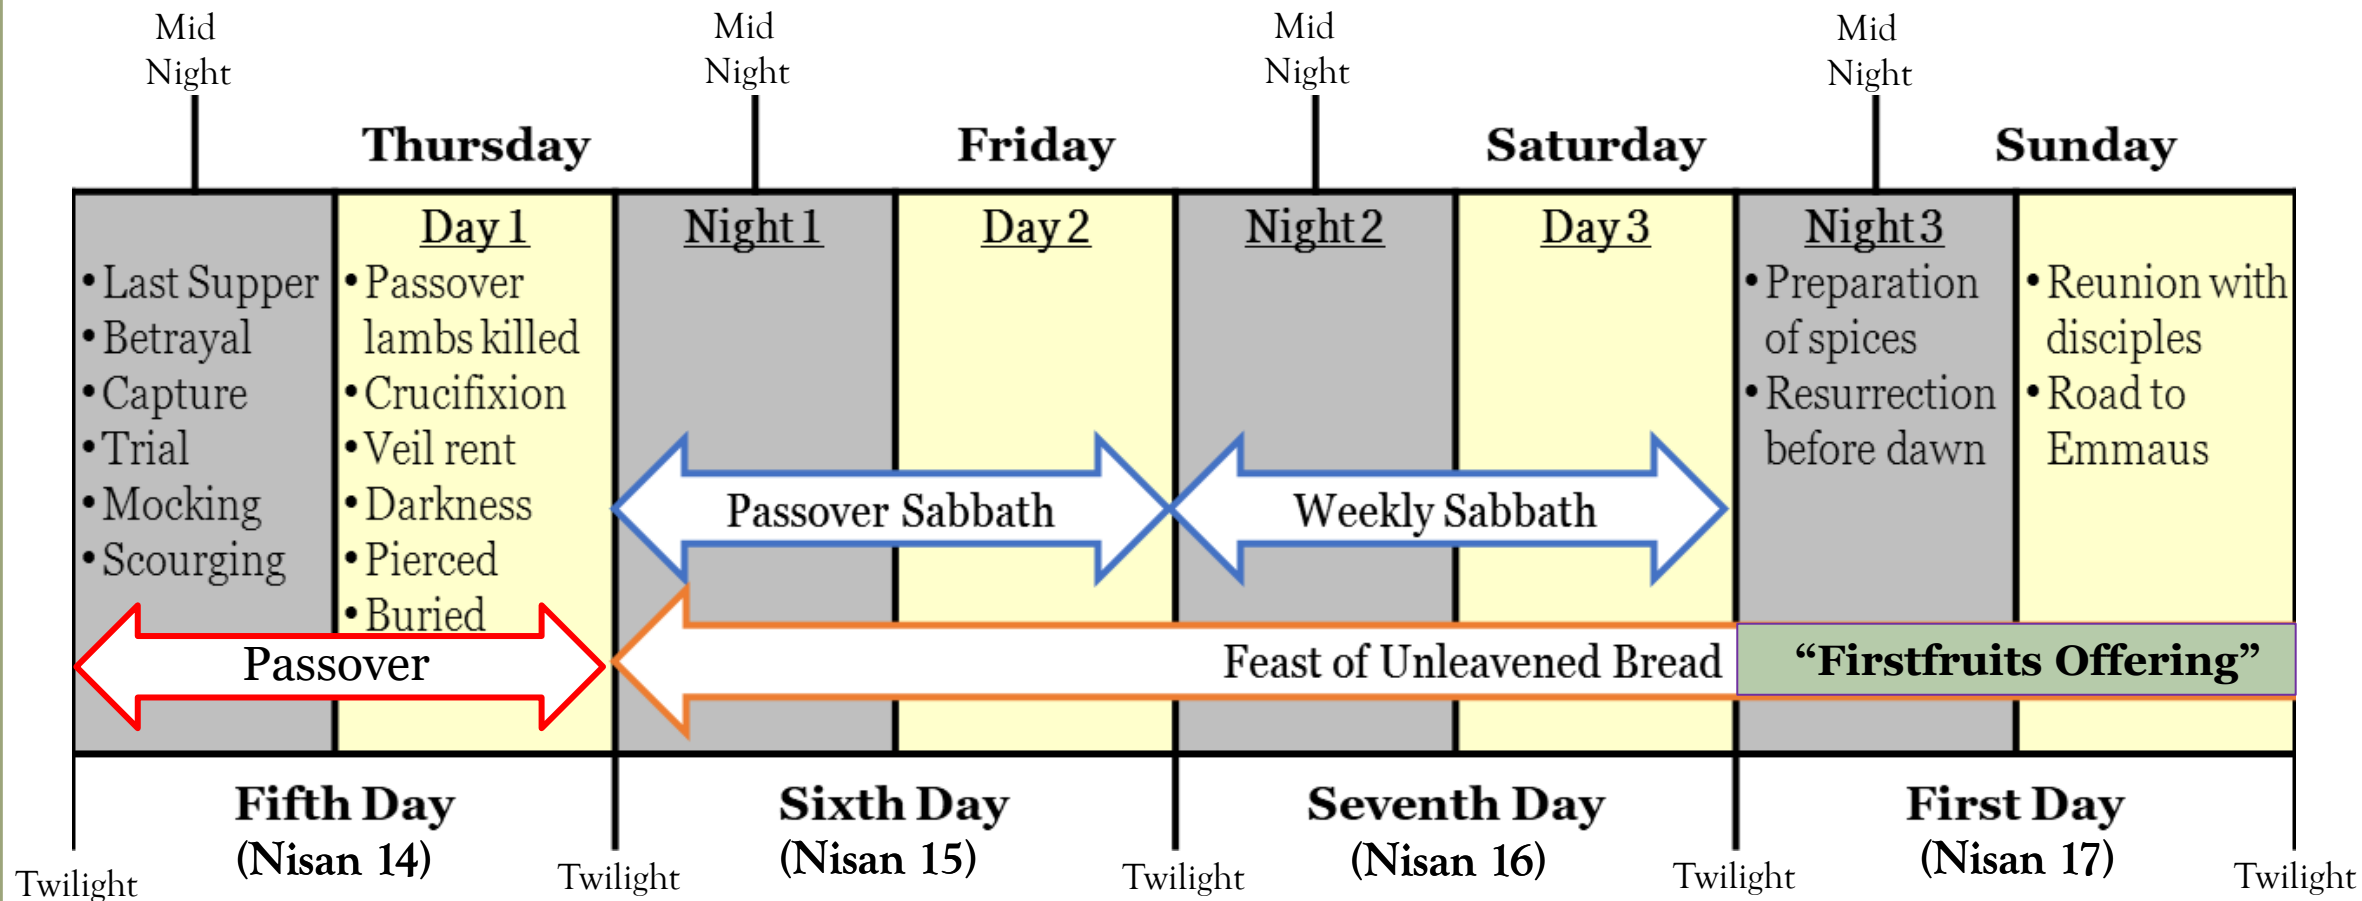 Mid
Night
Mid
Night
Mid
Night
Mid
Night
Thursday
Friday
Saturday
Sunday
• Last Supper
• Betrayal
• Capture
• Trial
• Mocking
• Scourging
Day 1
• Passover
lambs killed
• Crucifixion
• Veil rent
• Darkness
• Pierced
• Buried
Night 1
Day 2
Night 2
Day 3
Night 3
• Preparation
of spices
• Resurrection
before dawn
• Reunion with
disciples
• Road to
Emmaus
Passover Sabbath
Weekly Sabbath
Passover
Feast of Unleavened Bread
“Firstfruits Offering”
Fifth Day
(Nisan 14)
Sixth Day
(Nisan 15)
Seventh Day
(Nisan 16)
First Day
(Nisan 17)
Twilight
Twilight
Twilight
Twilight
Twilight